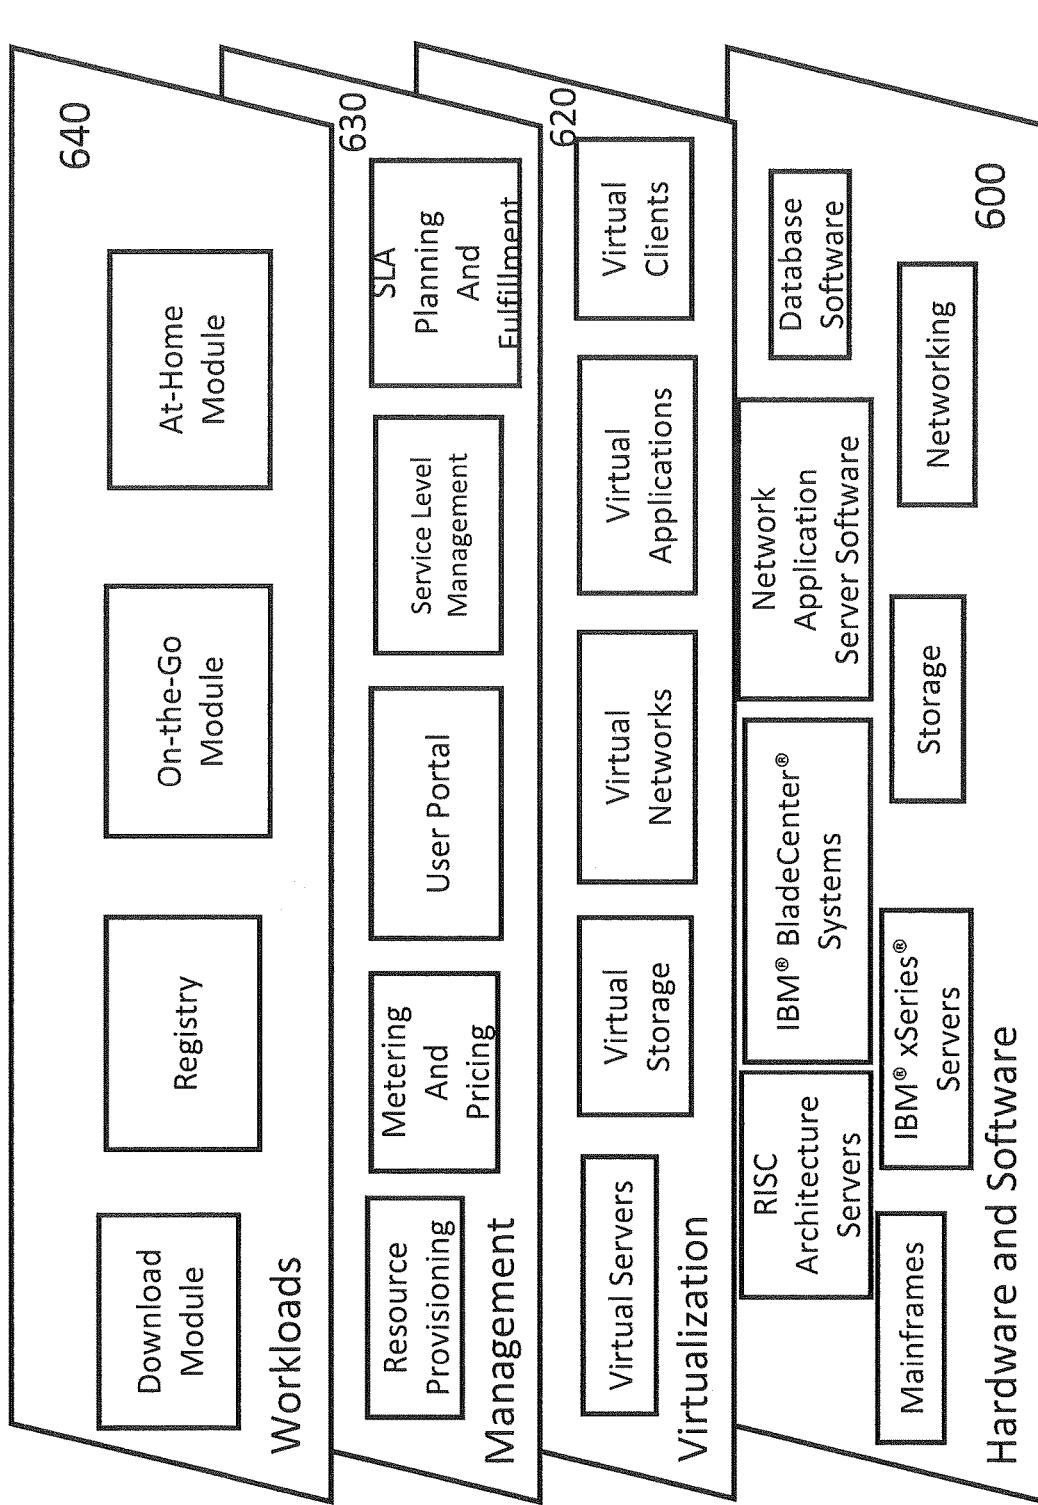 640
Download
Module
Registry
On-the-Go
Module
At-Home
Module
Workloads
630
Resource
Provisioning
Metering
And
Pricing
User Portal
Service Level
Management
SLA
Planning
And
Fulfillment
Management
620
Virtual Servers
Virtual
Storage
Virtual
Networks
Virtual
Applications
Virtual
Clients
Virtualization
RISC
Architecture
Servers
IBM® BladeCenter®
Systems
Network
Application
Server Software
Database
Software
Mainframes
IBM® xSeries®
Servers
Storage
Networking
600
Hardware and Software